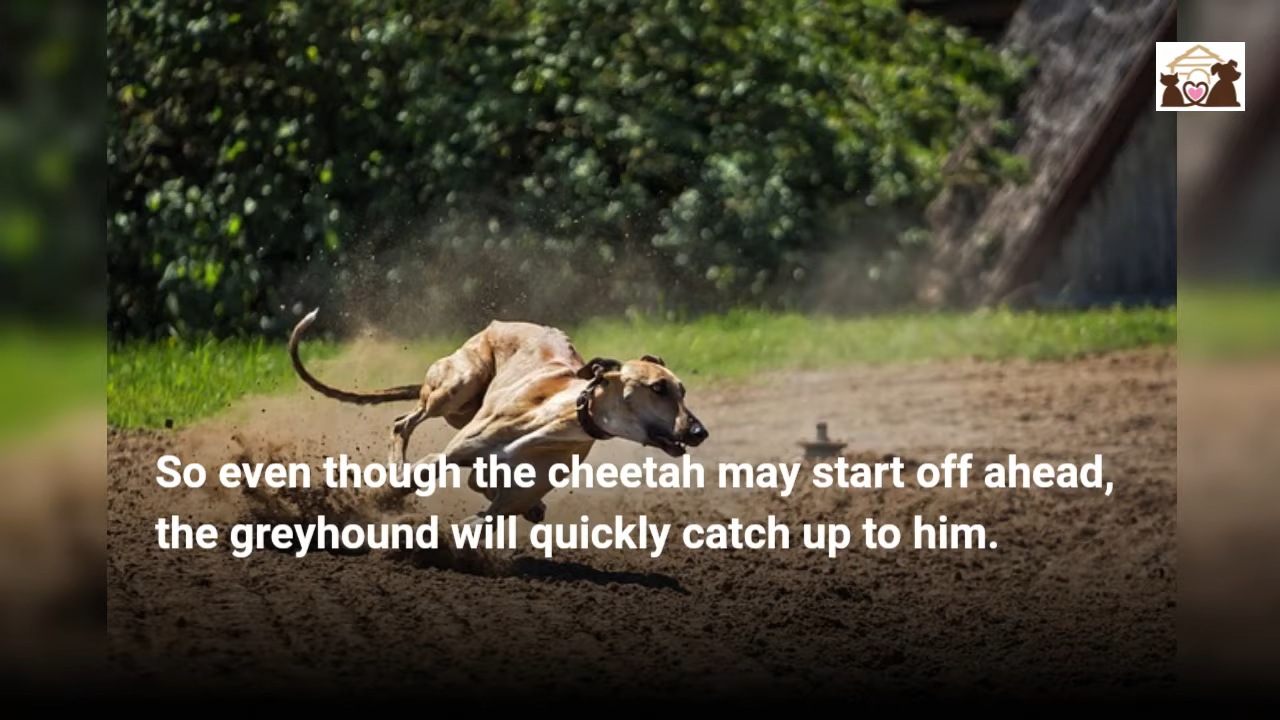 So even though the cheetah may start off ahead,
the greyhound will quickly catch up to him.